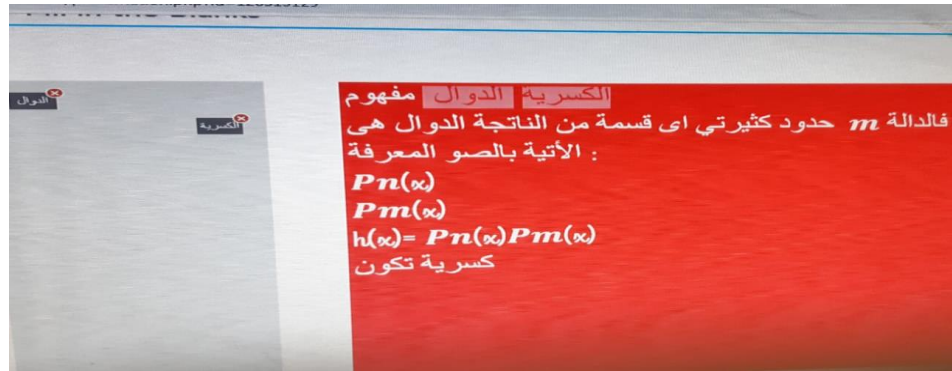 الدوال
الكسرية
مفهوم الدوال الكسرية
هى الدوال الناتجة من قسمة اى كثيرتي حدود m فالدالة
المعرفة بالصو الأتية :
Pn(x)
Pm(x)
h(x)= Pn(x)Pm(x)
تكون كسرية